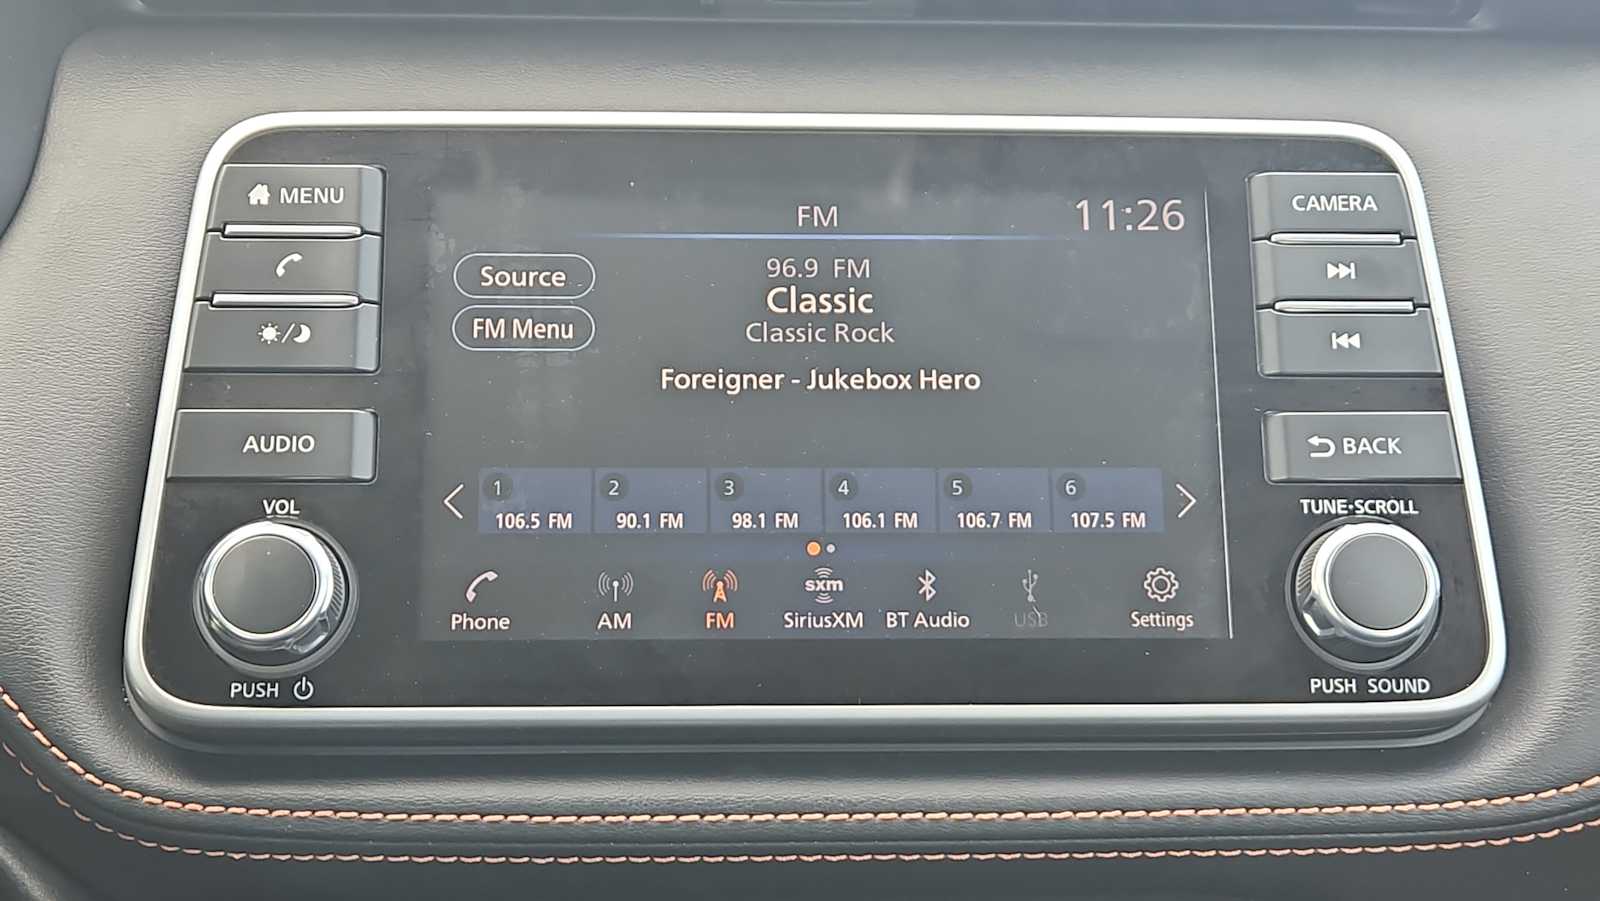 MENU
AUDIO
VOL
PUSH
FM
11:26
Source
FM Menu
96.9 FM
Classic
Classic Rock
Foreigner - Jukebox Hero
1 2 3 4 5 6
106.5 FM 90.1 FM 98.1 FM 106.1 FM 106.7 FM 107.5 FM
Phone AM FM sxm SiriusXM BT Audio USB Settings
CAMERA
BACK
TUNE·SCROLL
PUSH SOUND